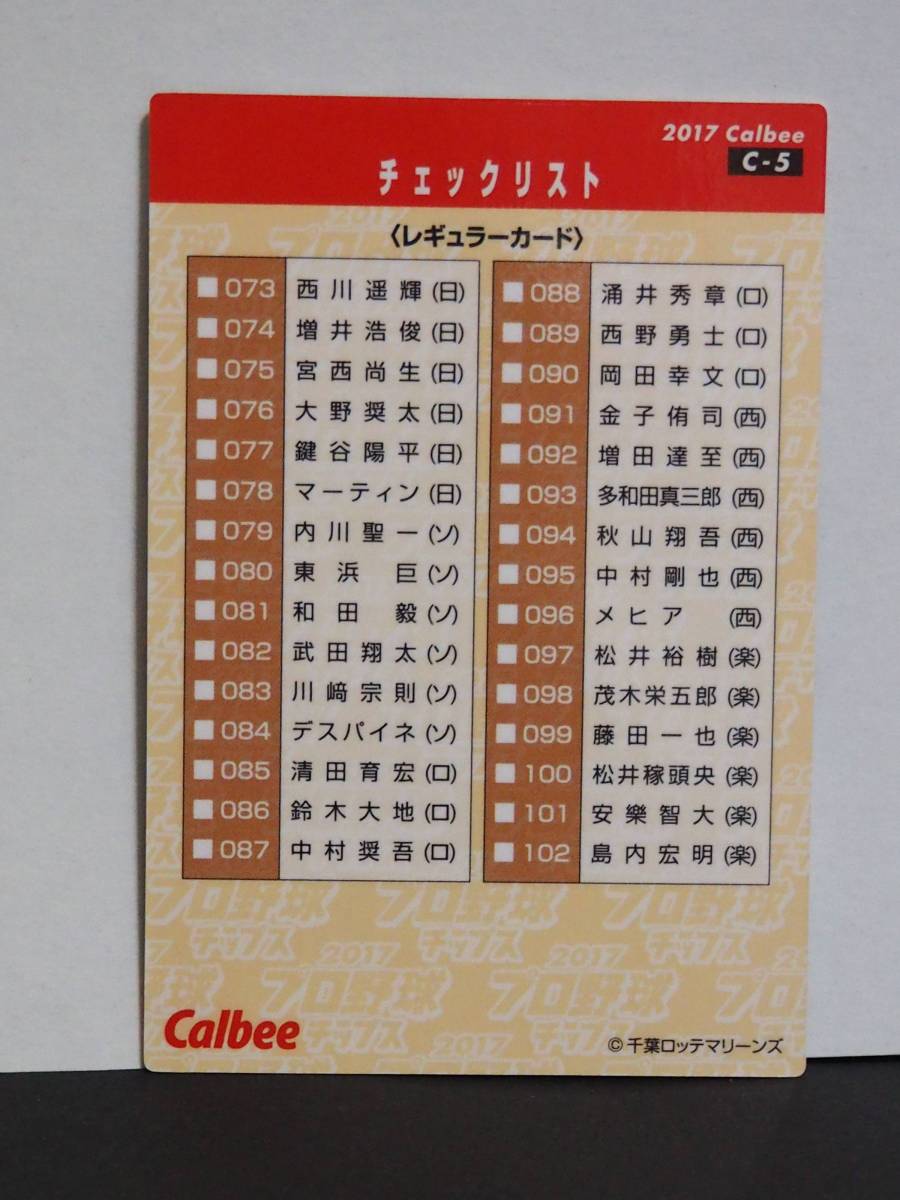 2017 Calbee
C-5
チェックリスト
〈レギュラーカード〉
073 西川遥輝(日)
074 増井浩俊(日)
075 宮西尚生(日)
076 大野奨太(日)
077 鍵谷陽平(日)
078 マーティン(日)
079 内川聖一(ソ)
080 東浜 巨(ソ)
081 和田 毅(ソ)
082 武田翔太(ソ)
083 川﨑宗則(ソ)
084 デスパイネ(ソ)
085 清田育宏(ロ)
086 鈴木大地(ロ)
087 中村奨吾(ロ)
088 涌井秀章(ロ)
089 西野勇士(ロ)
090 岡田幸文(ロ)
091 金子侑司(西)
092 増田達至(西)
093 多和田真三郎(西)
094 秋山翔吾(西)
095 中村剛也(西)
096 メヒア (西)
097 松井裕樹(楽)
098 茂木栄五郎(楽)
099 藤田一也(楽)
100 松井稼頭央(楽)
101 安樂智大(楽)
102 島内宏明(楽)
2017
プロ野球
チップス
Calbee
©千葉ロッテマリーンズ